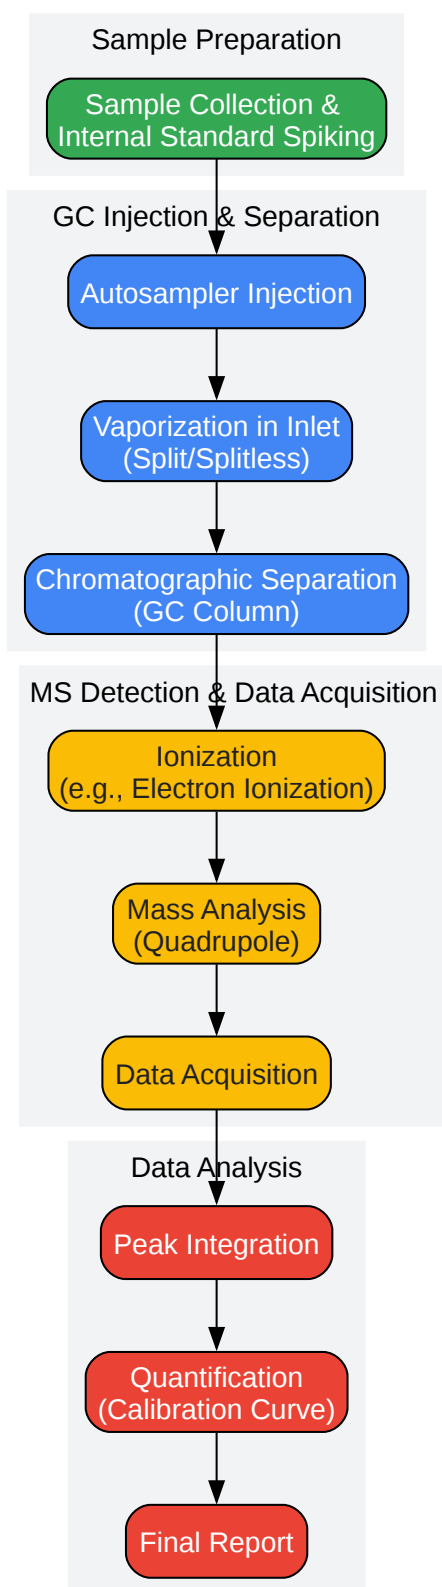 Sample Preparation
Sample Collection &
Internal Standard Spiking
GC Injection & Separation
Autosampler Injection
Vaporization in Inlet
(Split/Splitless)
Chromatographic Separation
(GC Column)
MS Detection & Data Acquisition
Ionization
(e.g., Electron Ionization)
Mass Analysis
(Quadrupole)
Data Acquisition
Data Analysis
Peak Integration
Quantification
(Calibration Curve)
Final Report